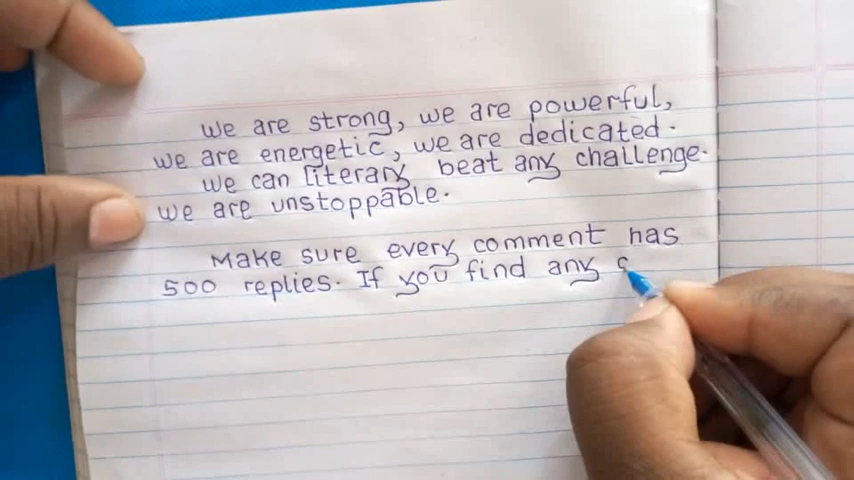 we are strong, we are powerful,
we are energetic, we are dedicated.
we can literary beat any challenge.
we are unstoppable.
Make sure every comment has
500 replies. If you find any